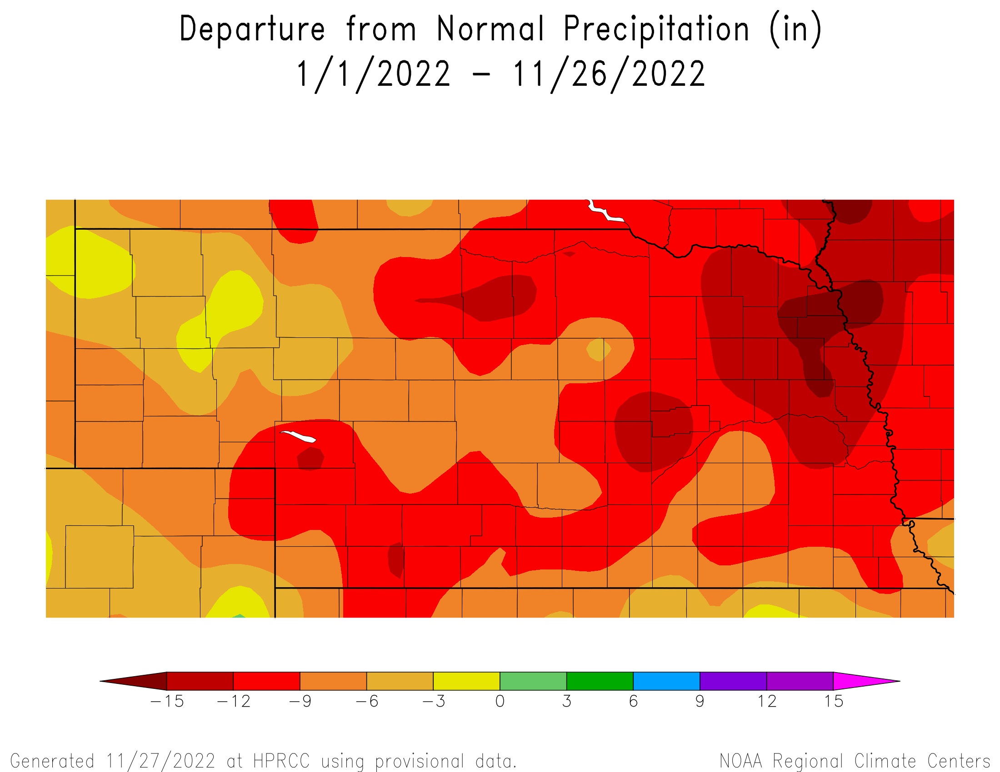 Departure from Normal Precipitation (in)
1/1/2022 – 11/26/2022
−15 −12 −9 −6 −3 0 3 6 9 12 15
Generated 11/27/2022 at HPRCC using provisional data. NOAA Regional Climate Centers